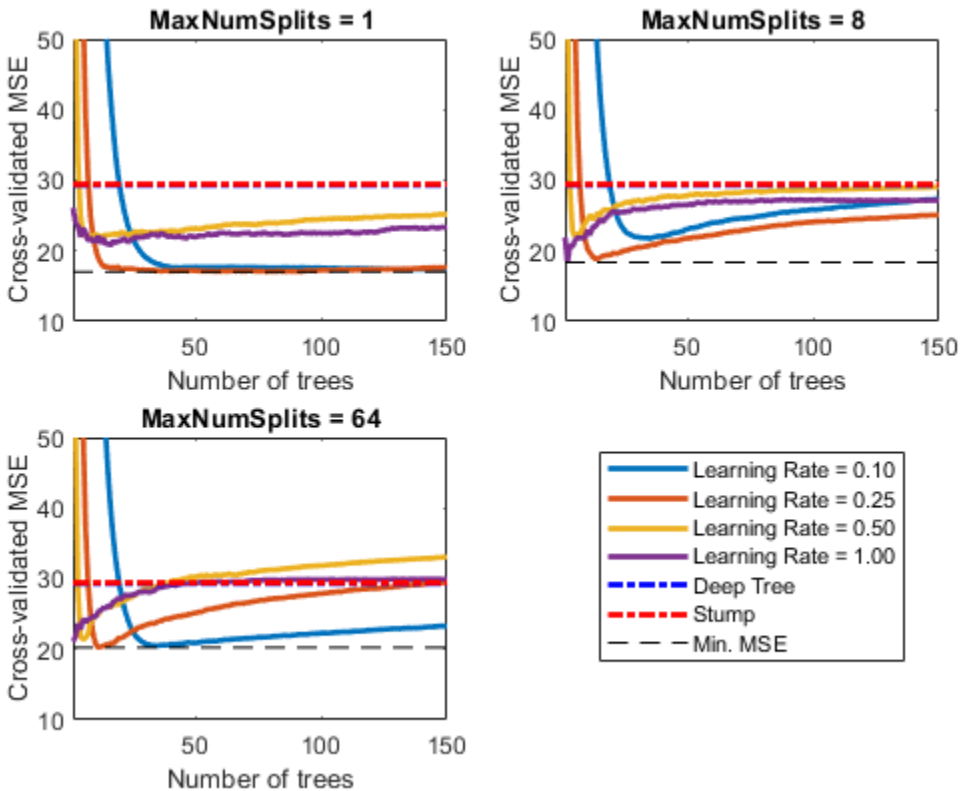 MaxNumSplits = 1
50
40
30
20
10
Cross-validated MSE
50
100
150
Number of trees
MaxNumSplits = 8
50
40
30
20
10
Cross-validated MSE
50
100
150
Number of trees
MaxNumSplits = 64
50
40
30
20
10
Cross-validated MSE
50
100
150
Number of trees
Learning Rate = 0.10
Learning Rate = 0.25
Learning Rate = 0.50
Learning Rate = 1.00
Deep Tree
Stump
Min. MSE